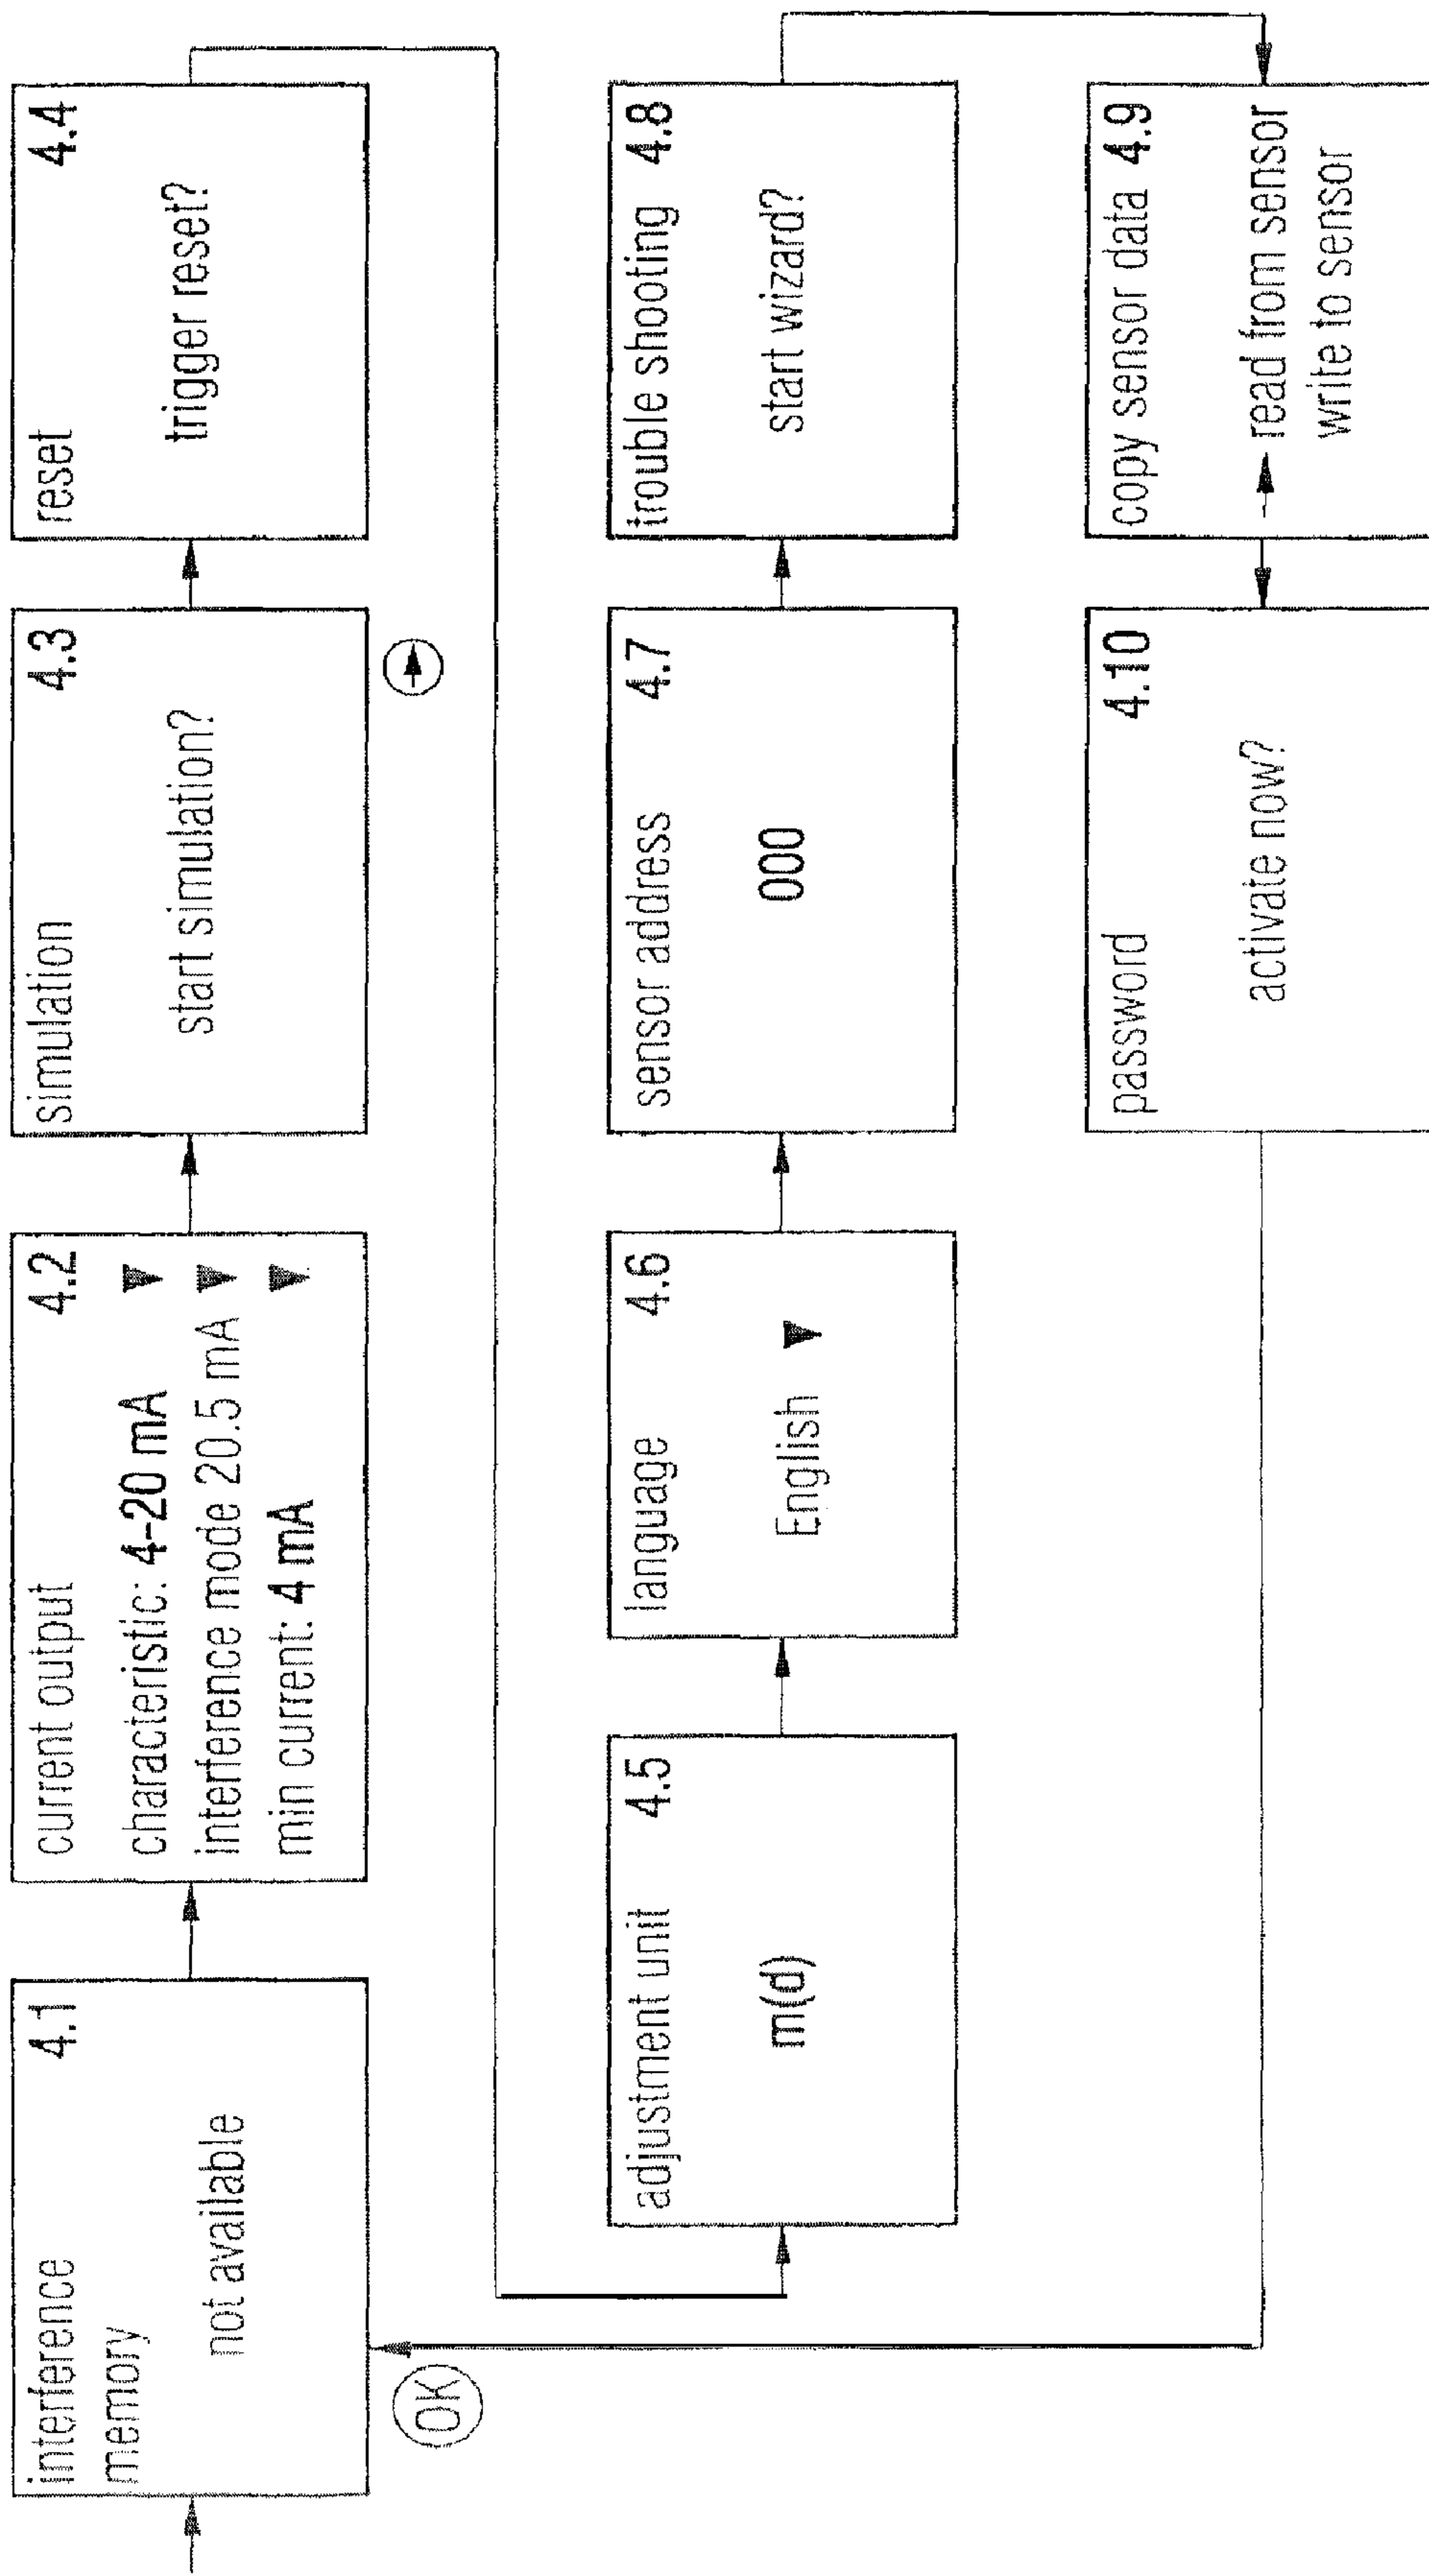 interference 4.1
memory
not available
current output 4.2
characteristic: 4-20 mA
interference mode 20.5 mA
min current: 4 mA
simulation 4.3
start simulation?
reset 4.4
trigger reset?
OK
adjustment unit 4.5
m(d)
language 4.6
English
sensor address 4.7
000
trouble shooting 4.8
start wizard?
copy sensor data 4.9
read from sensor
write to sensor
password 4.10
activate now?